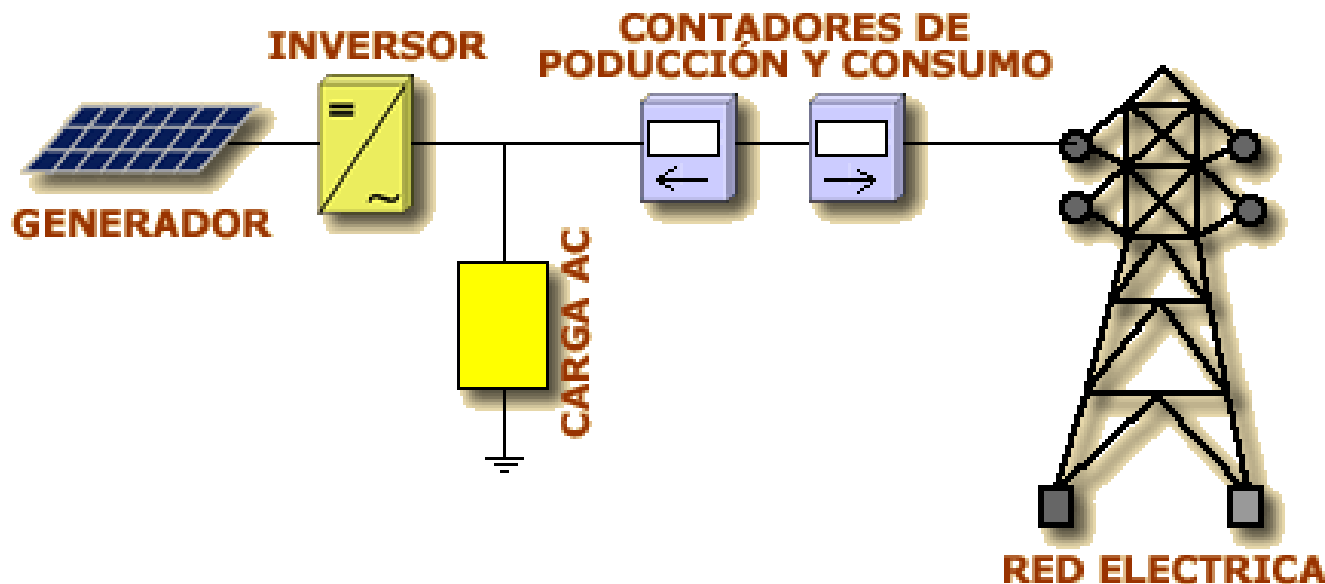 INVERSOR
CONTADORES DE
PODUCCIÓN Y CONSUMO
GENERADOR
CARGA AC
RED ELECTRICA